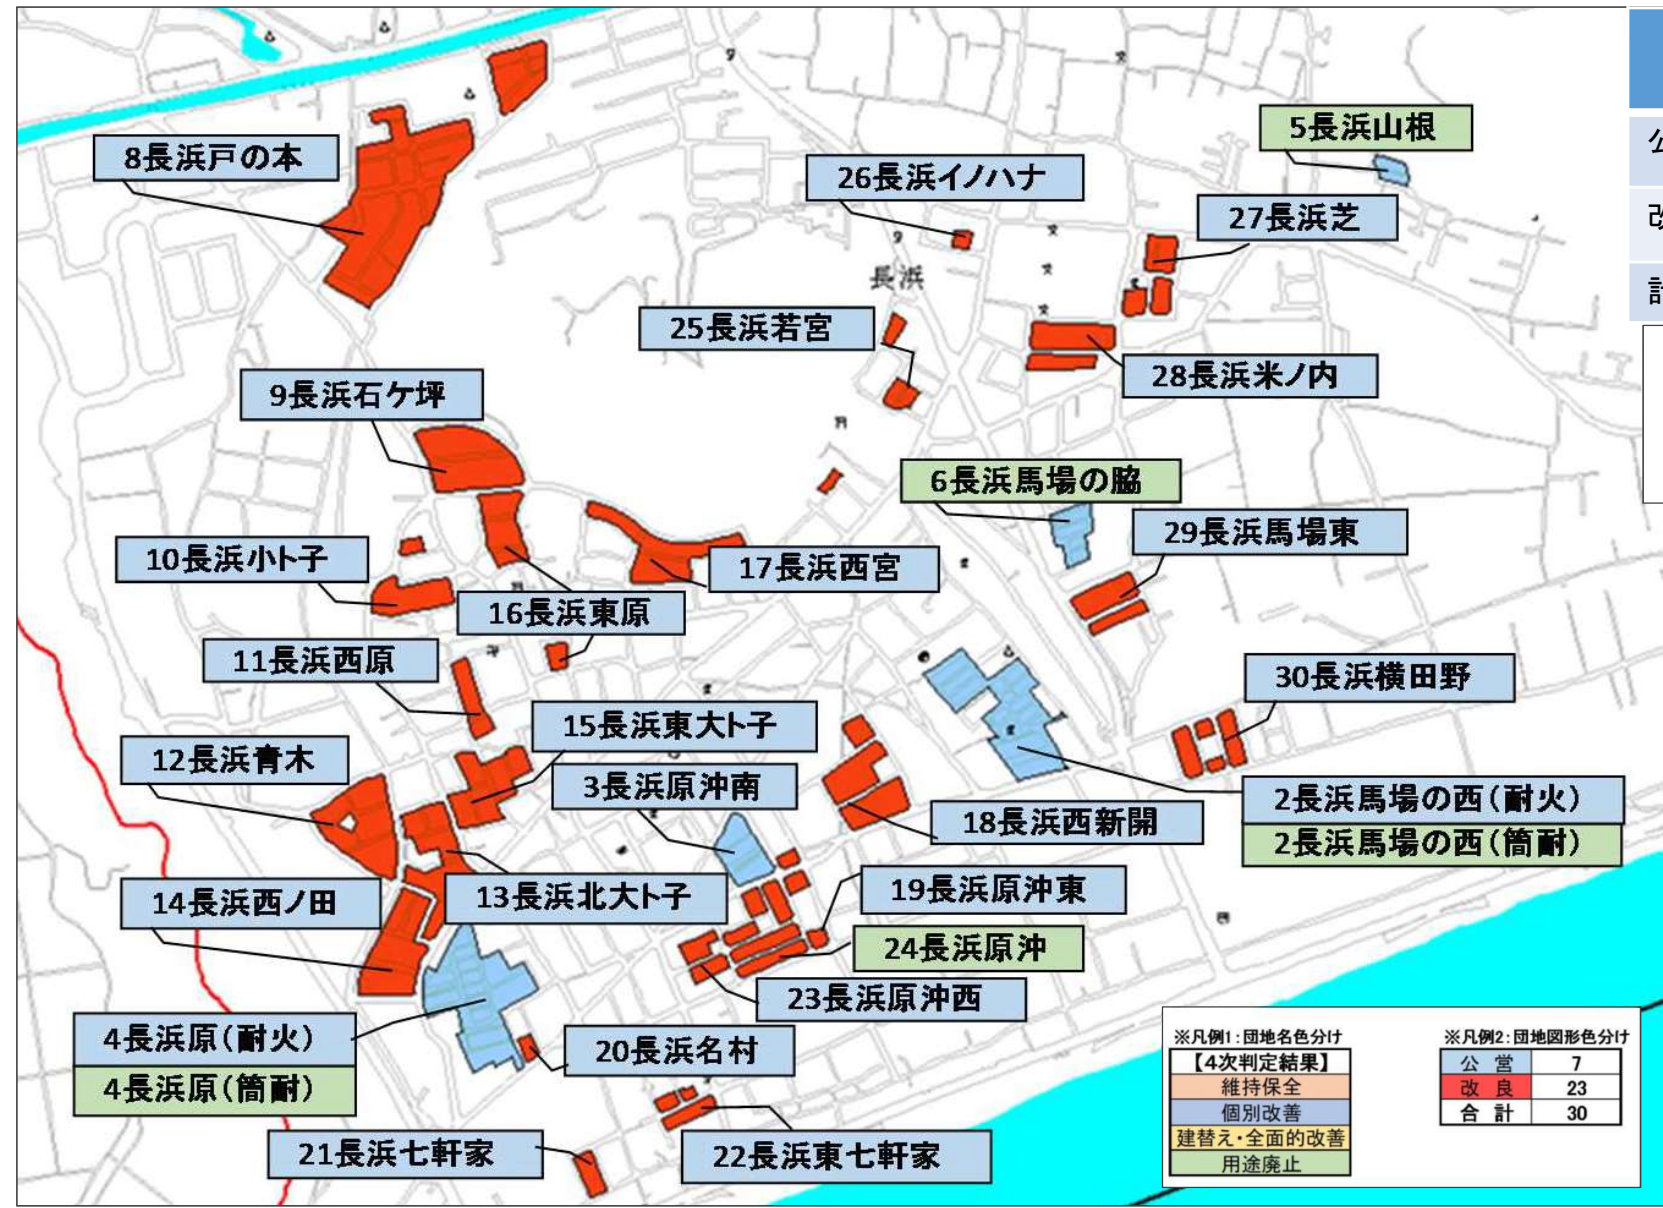 8長浜戸の本
26長浜イノハナ
5長浜山根
27長浜芝
長浜
25長浜若宮
28長浜米ノ内
9長浜石ケ坪
6長浜馬場の脇
29長浜馬場東
10長浜小ト子
17長浜西宮
16長浜東原
11長浜西原
30長浜横田野
15長浜東大ト子
12長浜青木
3長浜原沖南
2長浜馬場の西(耐火)
2長浜馬場の西(簡耐)
18長浜西新開
14長浜西ノ田
13長浜北大ト子
19長浜原沖東
24長浜原沖
23長浜原沖西
4長浜原(耐火)
4長浜原(簡耐)
20長浜名村
21長浜七軒家
22長浜東七軒家
※凡例1:団地名色分け
【4次判定結果】
維持保全
個別改善
建替え・全面的改善
用途廃止
※凡例2:団地図形色分け
公 営 7
改 良 23
合 計 30